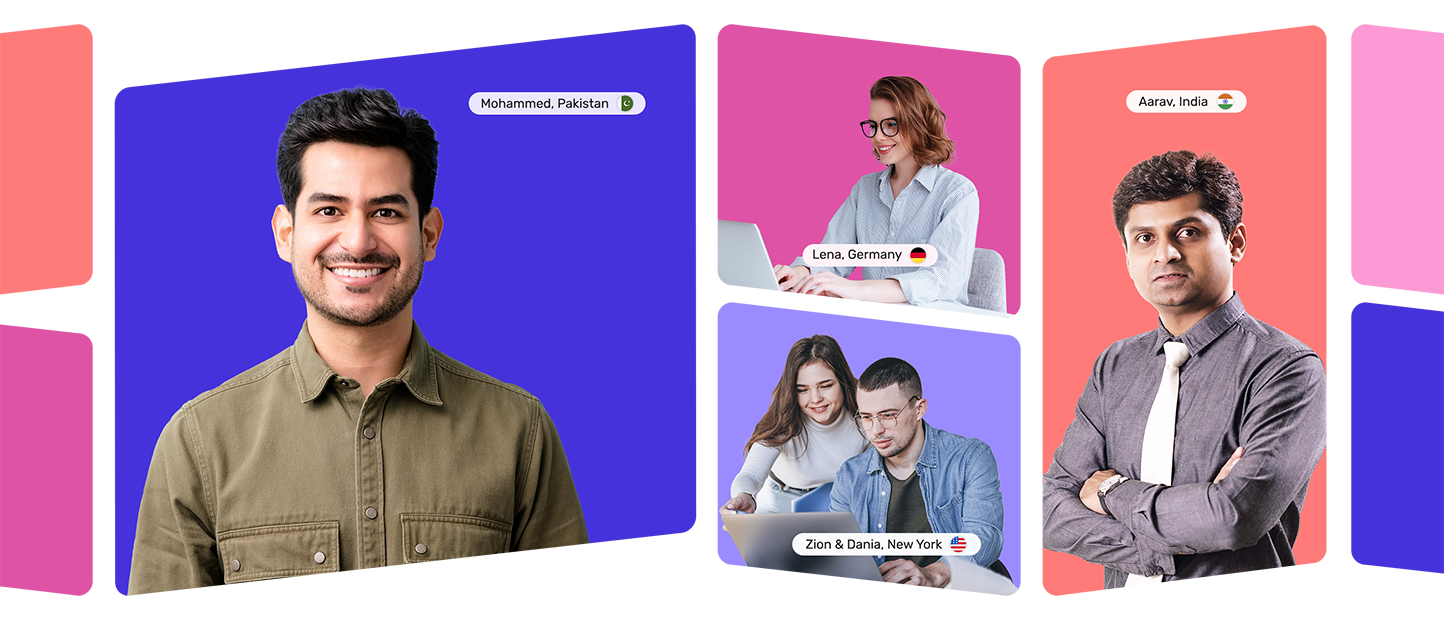 Mohammed, Pakistan
Lena, Germany
Zion & Dania, New York
Aarav, India